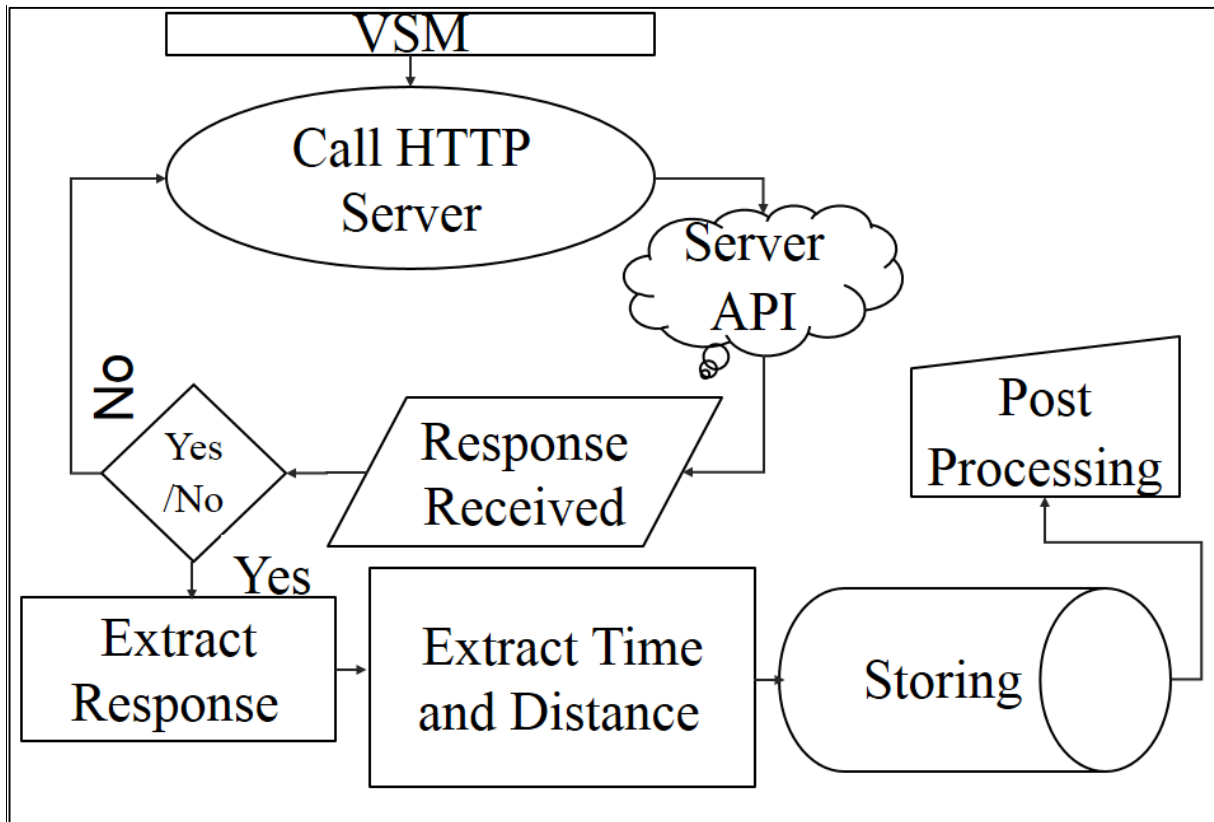 VSM
Call HTTP
Server
Server
API
Response
Received
Yes
/No
No
Yes
Extract
Response
Extract Time
and Distance
Storing
Post
Processing